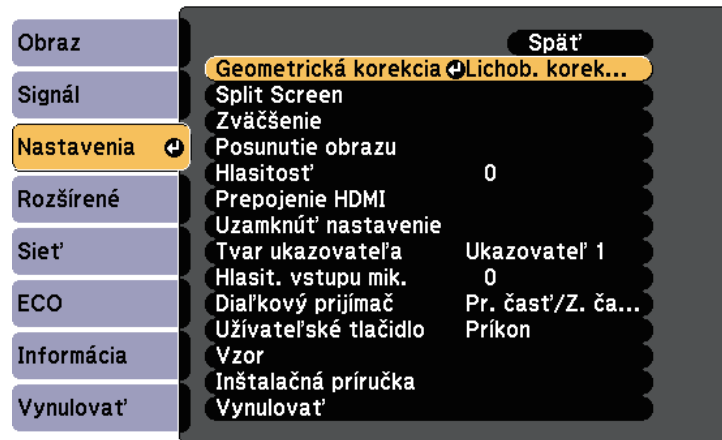 Obraz
Signál
Nastavenia
Rozšírené
Sieť
ECO
Informácia
Vynulovať
Späť
Geometrická korekcia Lichob. korek...
Split Screen
Zväčšenie
Posunutie obrazu
Hlasitosť 0
Prepojenie HDMI
Uzamknúť nastavenie
Tvar ukazovateľa Ukazovateľ 1
Hlasit. vstupu mik. 0
Diaľkový prijímač Pr. časť/Z. ča...
Užívateľské tlačidlo Príkon
Vzor
Inštalačná príručka
Vynulovať